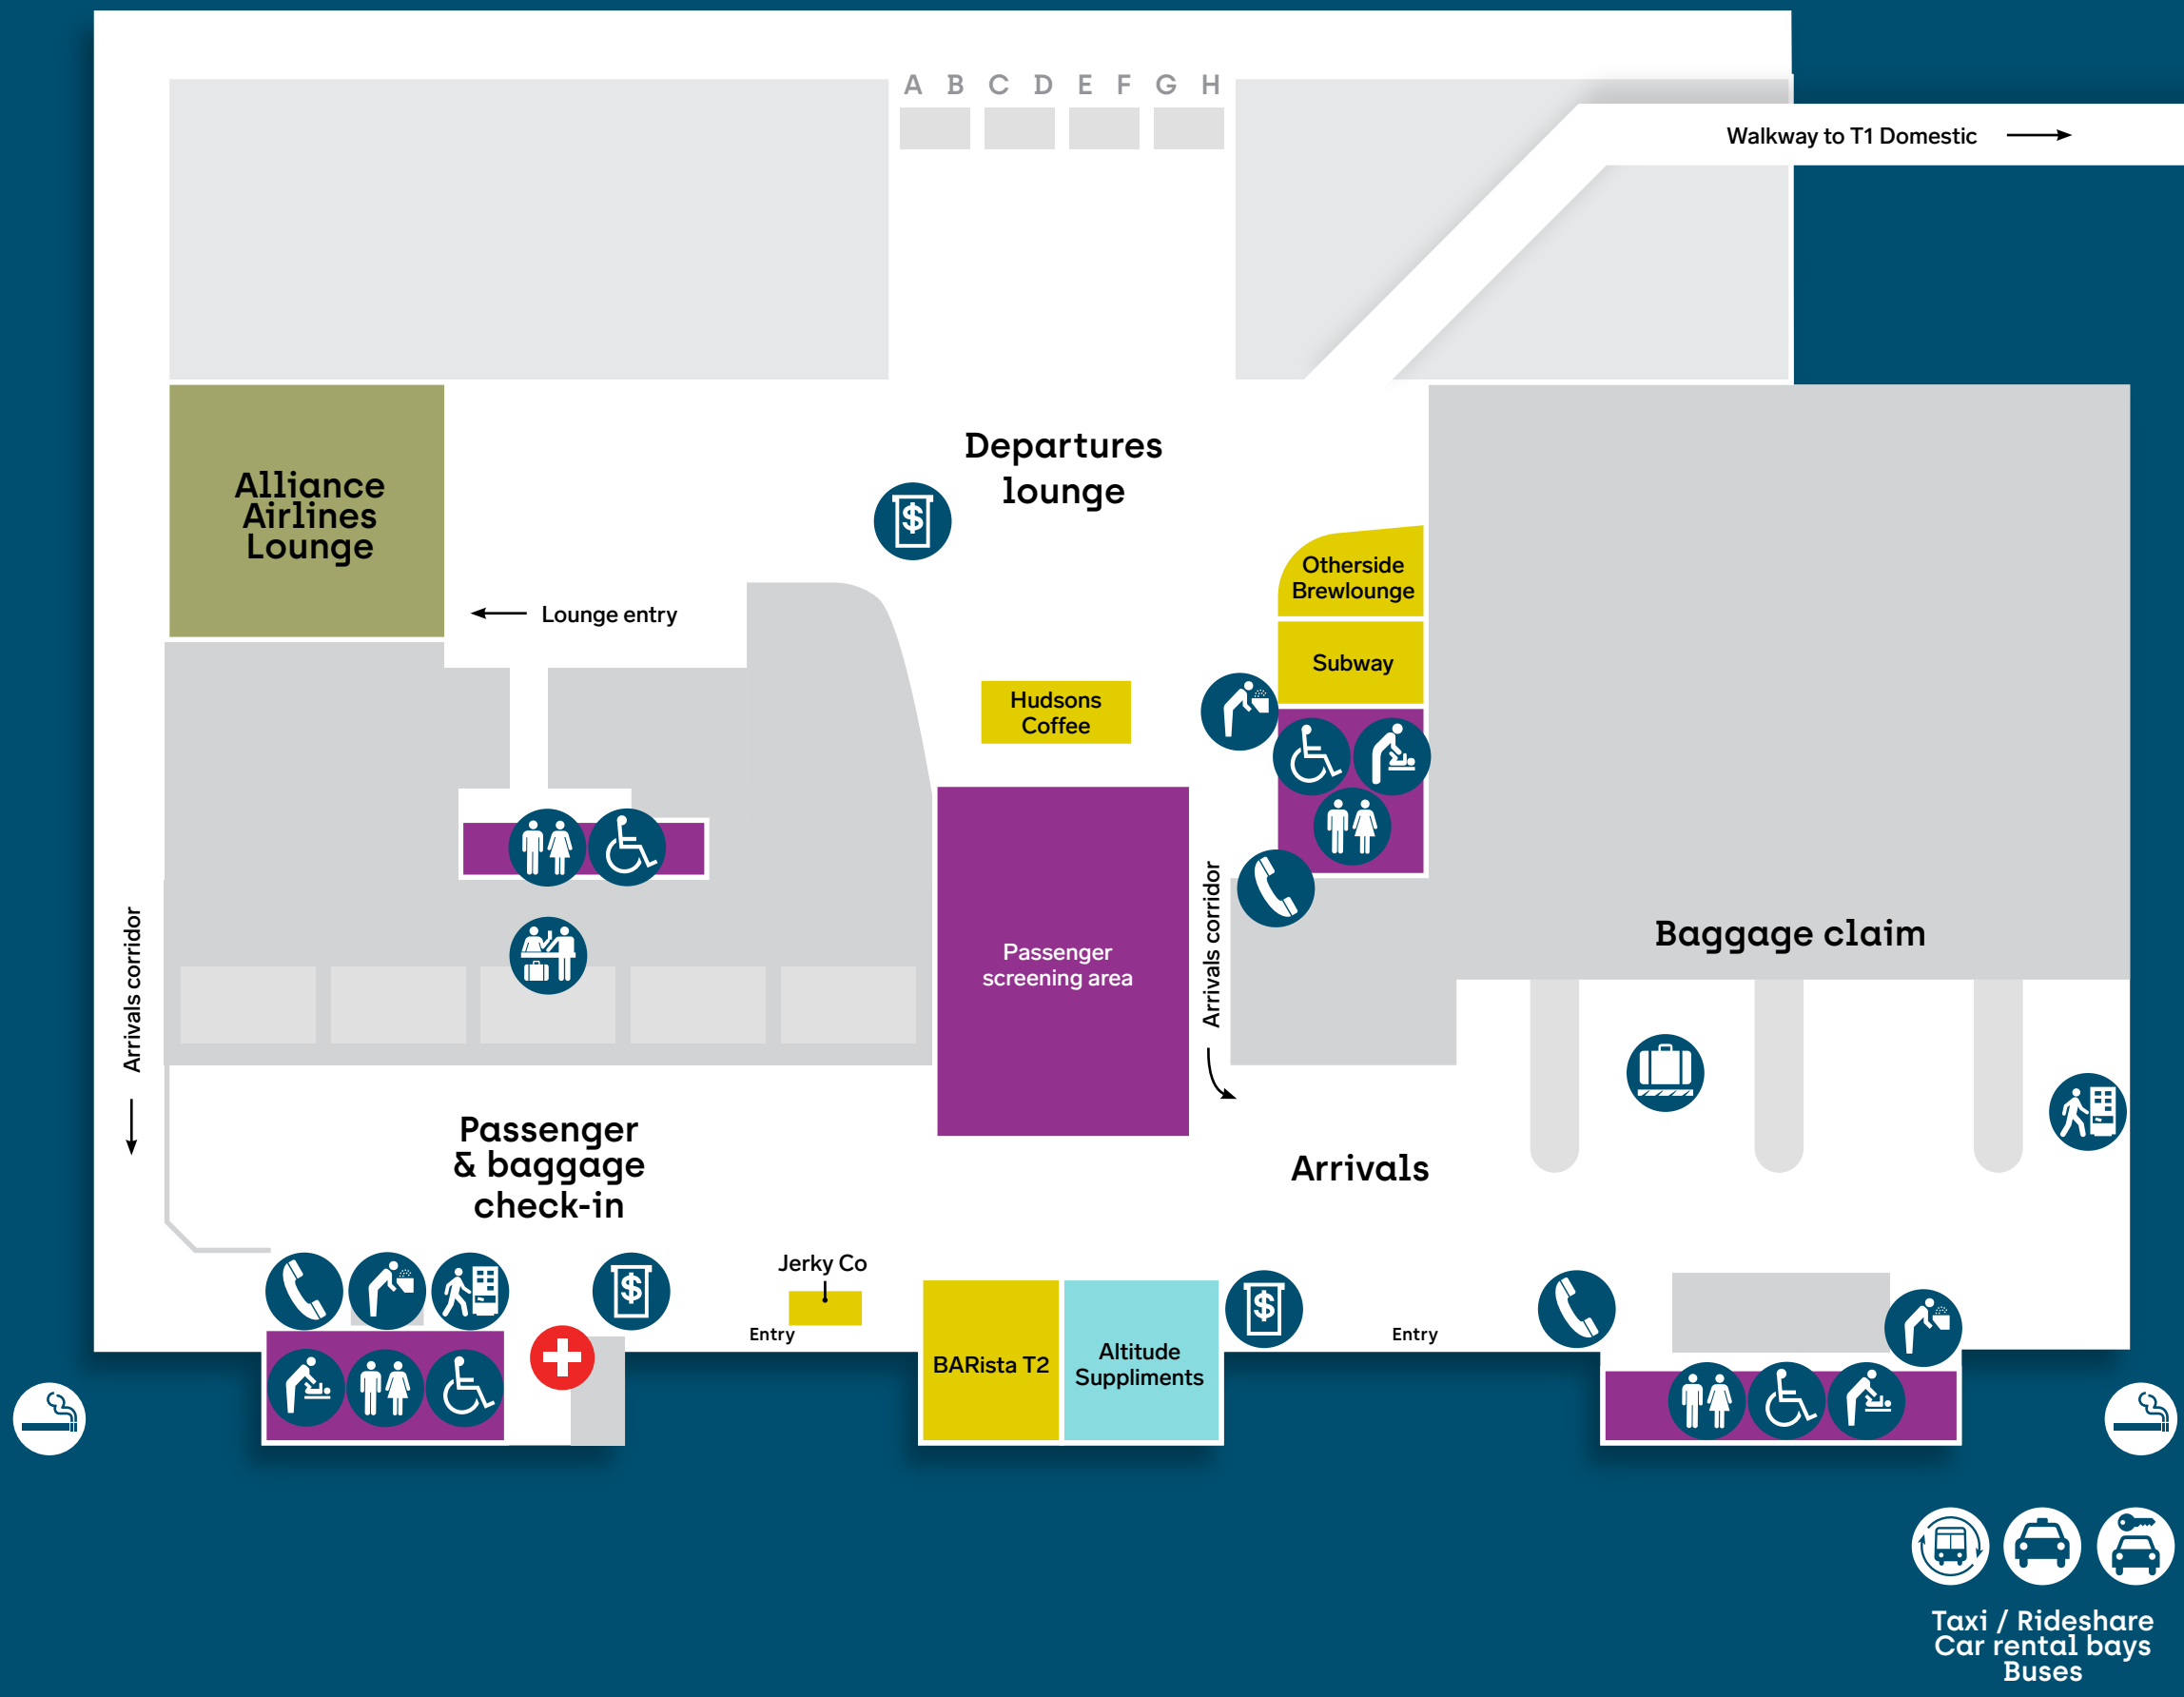 A B C D E F G H
Walkway to T1 Domestic
Departures
lounge
Alliance
Airlines
Lounge
$
Otherside
Brewlounge
Lounge entry
Subway
Hudsons
Coffee
Arrivals corridor
Passenger
screening area
Arrivals corridor
Baggage claim
Passenger
& baggage
check-in
Arrivals
Jerky Co
$
$
Entry
Entry
BARista T2
Altitude
Suppliments
Taxi / Rideshare
Car rental bays
Buses